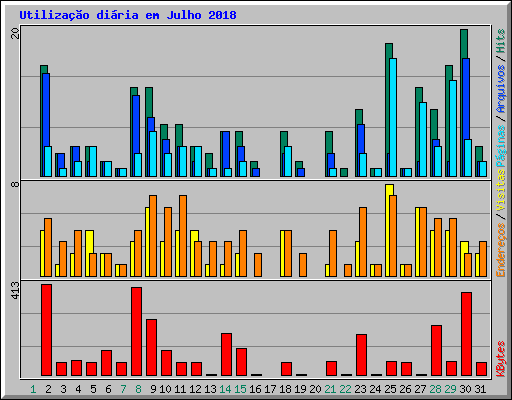 Utilização diária em Julho 2018
20
8
413
KBytes
Endereços / Visitas
Páginas / Arquivos / Hits
1 2 3 4 5 6 7 8 9 10 11 12 13 14 15 16 17 18 19 20 21 22 23 24 25 26 27 28 29 30 31